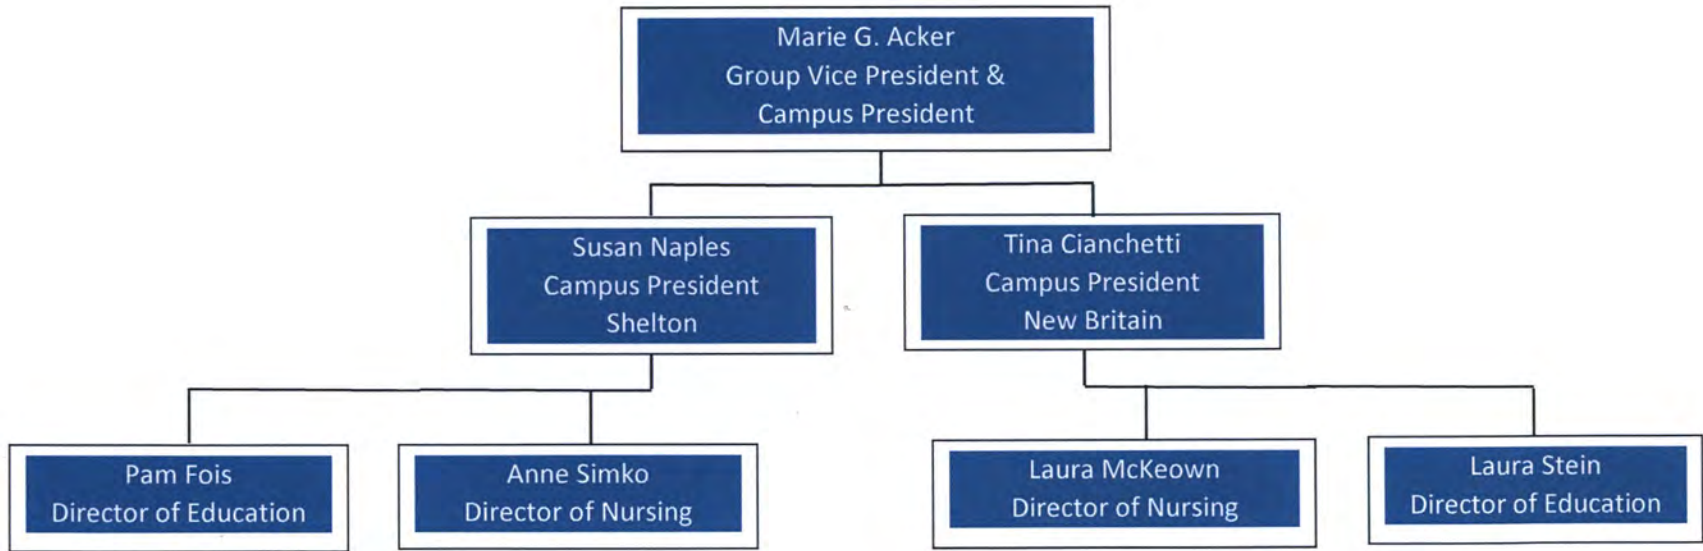 Marie G. Acker
Group Vice President &
Campus President
Susan Naples
Campus President
Shelton
Tina Cianchetti
Campus President
New Britain
Pam Fois
Director of Education
Anne Simko
Director of Nursing
Laura McKeown
Director of Nursing
Laura Stein
Director of Education